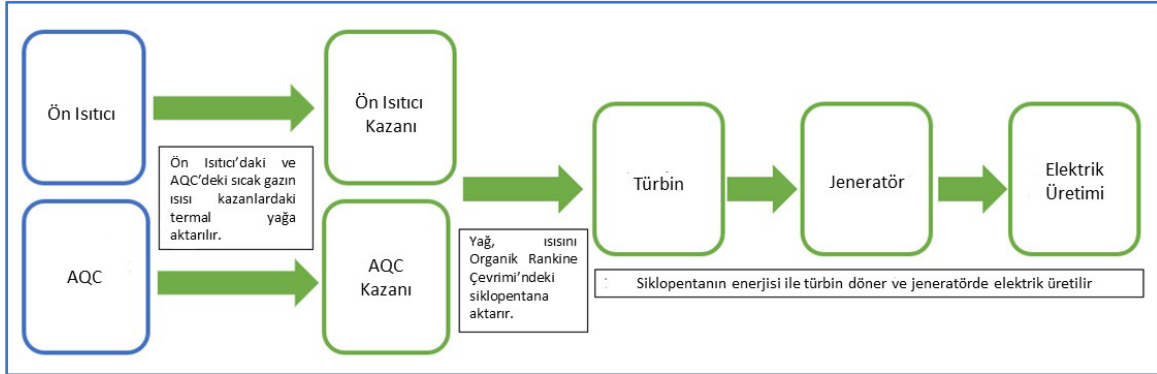 Ön Isıtıcı
Ön Isıtıcı
Kazanı
Ön Isıtıcı'daki ve
AQC'deki sıcak gazın
ısısı kazanlardaki
termal yağa
aktarılır.
AQC
AQC
Kazanı
Yağ, ısısını
Organik Rankine
Çevrimi'ndeki
siklopentana
aktarır.
Türbin
Jeneratör
Elektrik
Üretimi
Siklopentanın enerjisi ile türbin döner ve jeneratörde elektrik üretilir